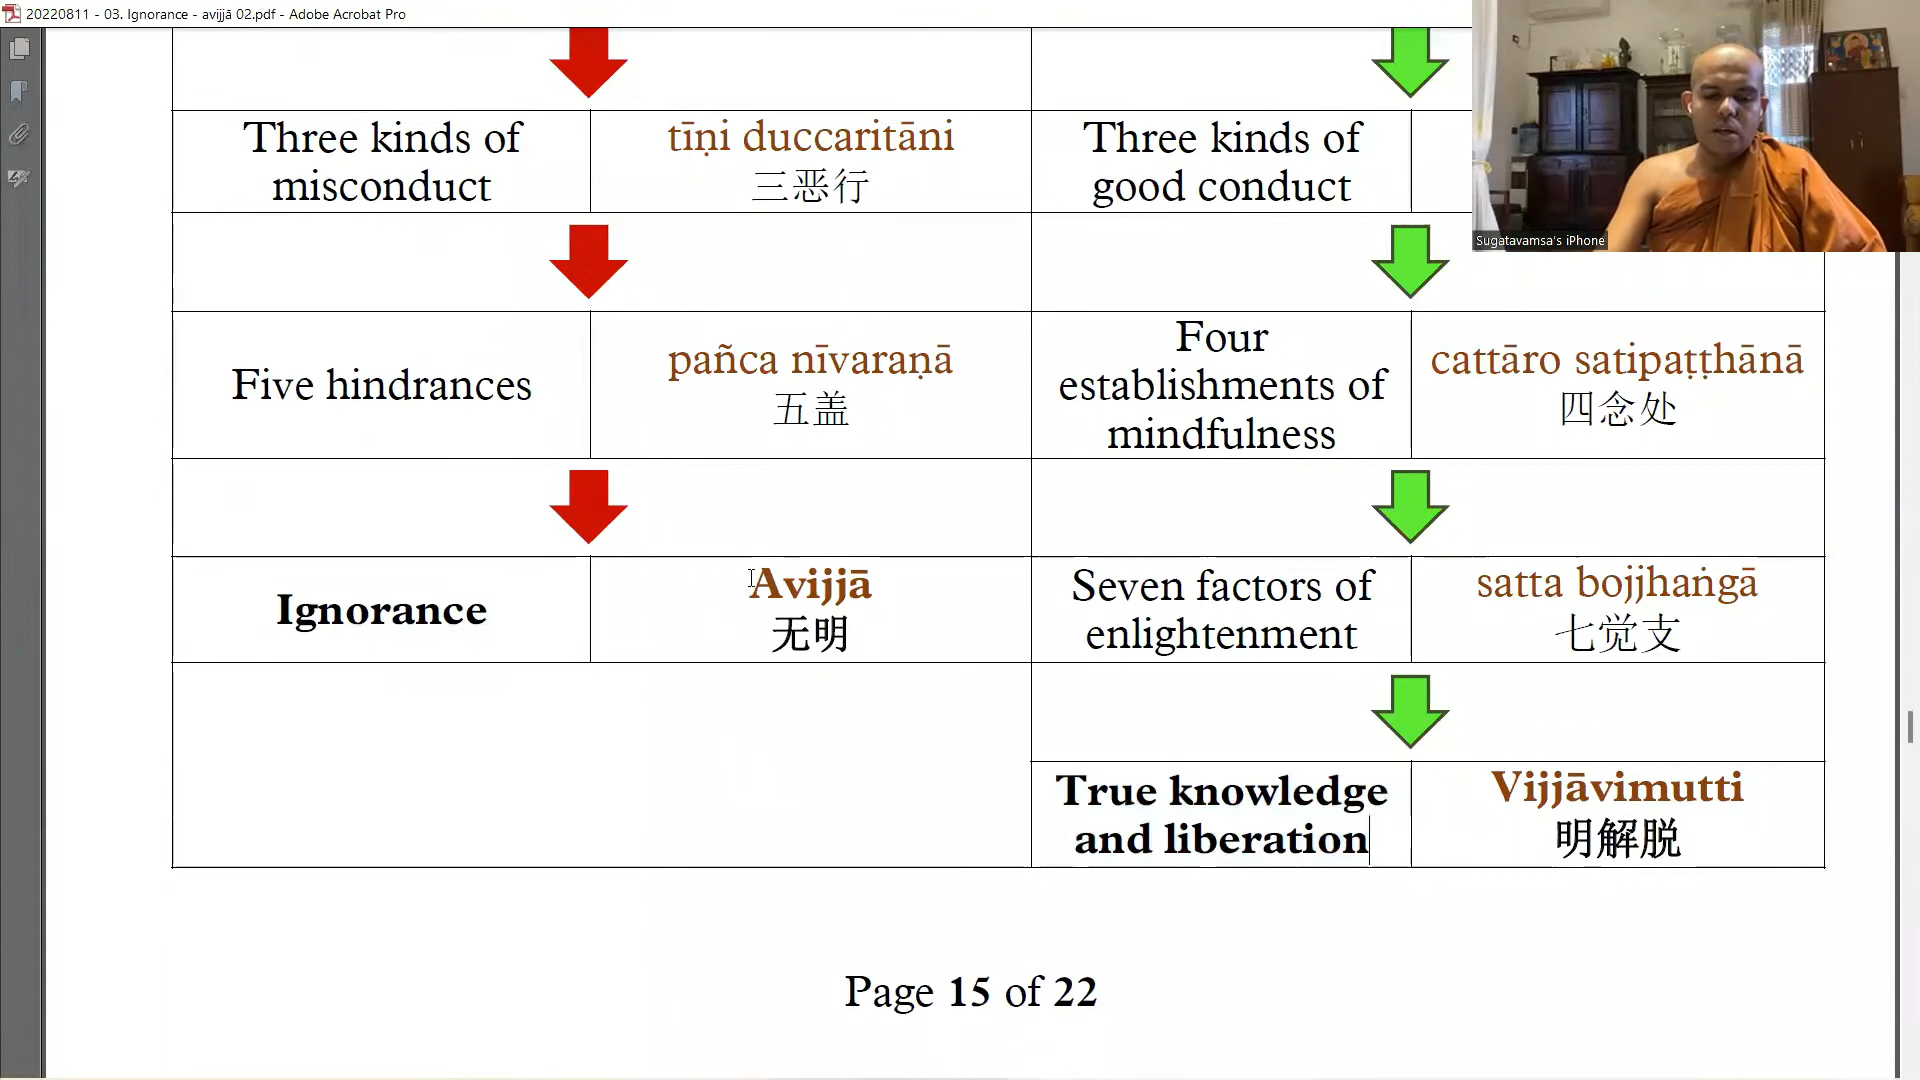 20220811 - 03. Ignorance - avijjā 02.pdf - Adobe Acrobat Pro
Three kinds of
misconduct
tīṇi duccaritāni
三恶行
Three kinds of
good conduct
Sugatavamsa's iPhone
Five hindrances
pañca nīvaraṇā
五盖
Four
establishments of
mindfulness
cattāro satipaṭṭhānā
四念处
Ignorance
Avijjā
无明
Seven factors of
enlightenment
satta bojjhaṅgā
七觉支
True knowledge
and liberation
Vijjāvimutti
明解脱
Page 15 of 22